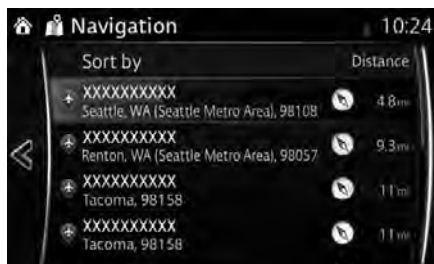 Navigation 10:24
Sort by Distance
XXXXXXXXXX
Seattle, WA (Seattle Metro Area), 98108 4.8mi
XXXXXXXXXX
Renton, WA (Seattle Metro Area), 98057 9.3mi
XXXXXXXXXX
Tacoma, 98158 11mi
XXXXXXXXXX
Tacoma, 98158 11mi